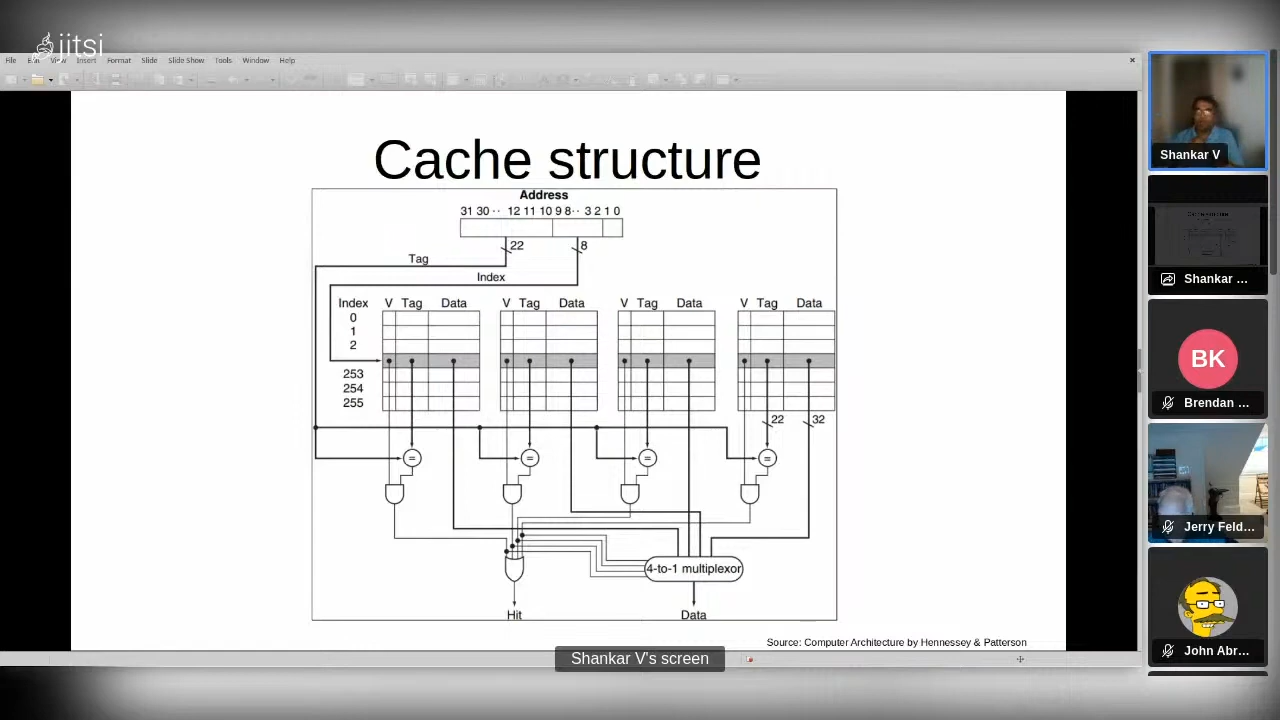 jitsi
File Edit View Insert Format Slide Slide Show Tools Window Help
Cache structure
Address
31 30 ·· 12 11 10 9 8 ·· 3 2 1 0
22
8
Tag
Index
Index V Tag Data V Tag Data V Tag Data V Tag Data
0
1
2
253
254
255
22 32
= = = =
4-to-1 multiplexor
Hit
Data
Source: Computer Architecture by Hennessey & Patterson
Shankar V's screen
Shankar V
Shankar ...
BK
Brendan ...
Jerry Feld...
John Abr...